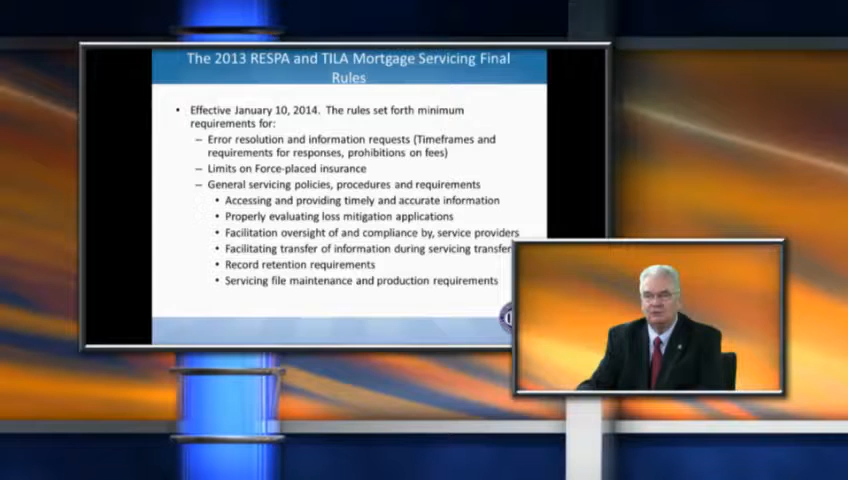 The 2013 RESPA and TILA Mortgage Servicing Final
Rules
• Effective January 10, 2014. The rules set forth minimum
requirements for:
– Error resolution and information requests (Timeframes and
requirements for responses, prohibitions on fees)
– Limits on Force-placed insurance
– General servicing policies, procedures and requirements
• Accessing and providing timely and accurate information
• Properly evaluating loss mitigation applications
• Facilitation oversight of and compliance by, service providers
• Facilitating transfer of information during servicing transfer
• Record retention requirements
• Servicing file maintenance and production requirements